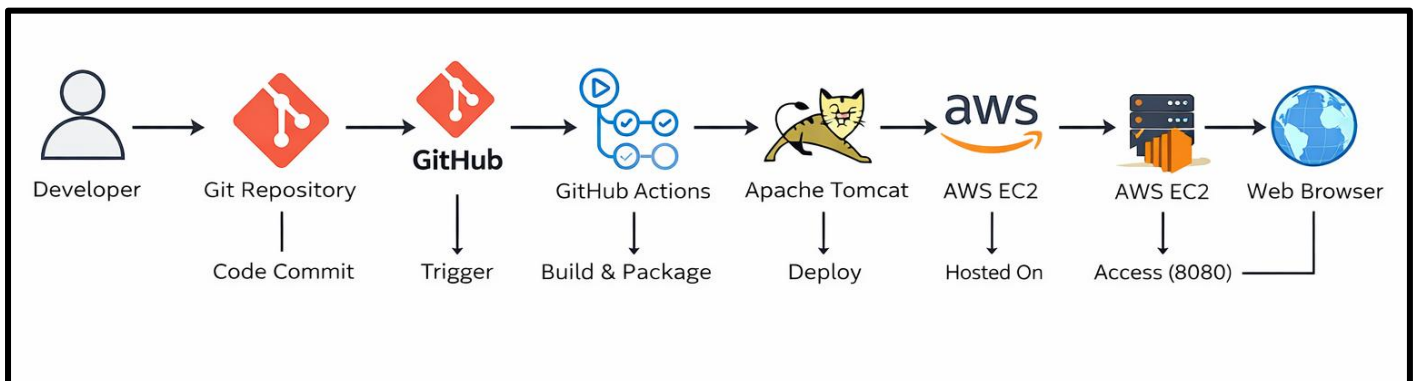 aws
GitHub
Developer
Git Repository
GitHub Actions
Apache Tomcat
AWS EC2
AWS EC2
Web Browser
Code Commit
Trigger
Build & Package
Deploy
Hosted On
Access (8080)